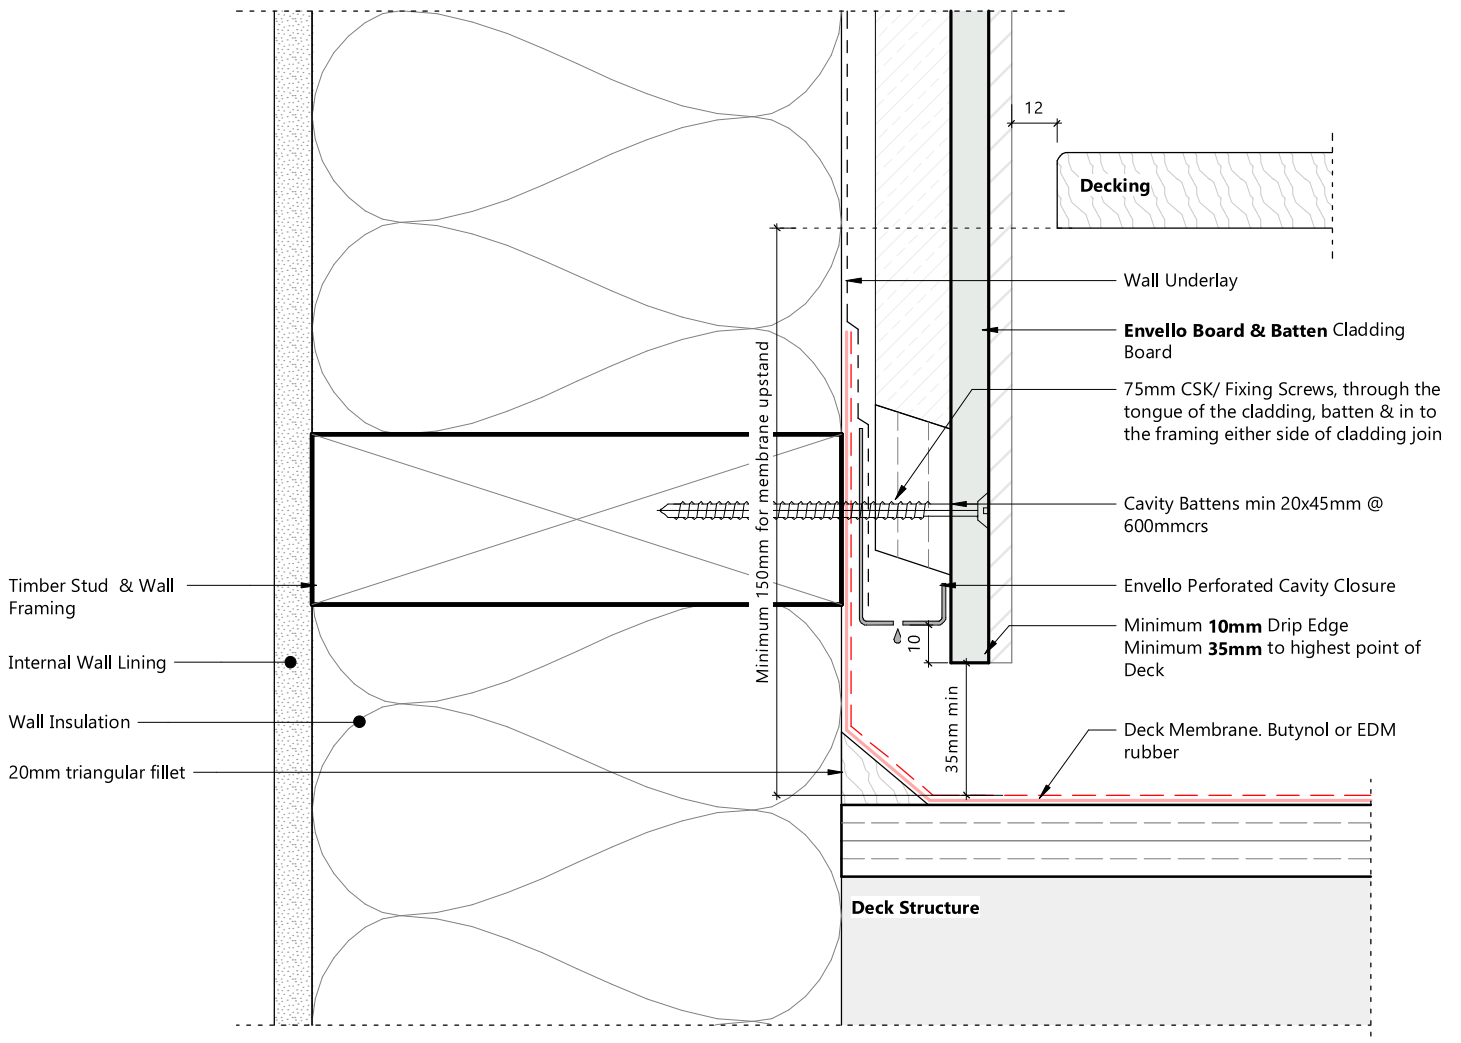 12
Decking
Wall Underlay
Envello Board & Batten Cladding
Board
75mm CSK/ Fixing Screws, through the
tongue of the cladding, batten & in to
the framing either side of cladding join
Minimum 150mm for membrane upstand
Cavity Battens min 20x45mm @
600mmcrs
Timber Stud & Wall
Framing
Envello Perforated Cavity Closure
10
Minimum 10mm Drip Edge
Minimum 35mm to highest point of
Deck
Internal Wall Lining
35mm min
Wall Insulation
Deck Membrane. Butynol or EDM
rubber
20mm triangular fillet
Deck Structure